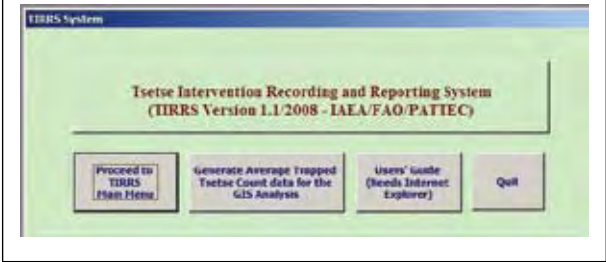 TIRRS System
Tsetse Intervention Recording and Reporting System
(TIRRS Version 1.1/2008 - IAEA/FAO/PATTEC)
Proceed to
TIRRS
Main Menu
Generate Average Trapped
Tsetse Count data for the
GIS Analysis
Users' Guide
(Needs Internet
Explorer)
Quit